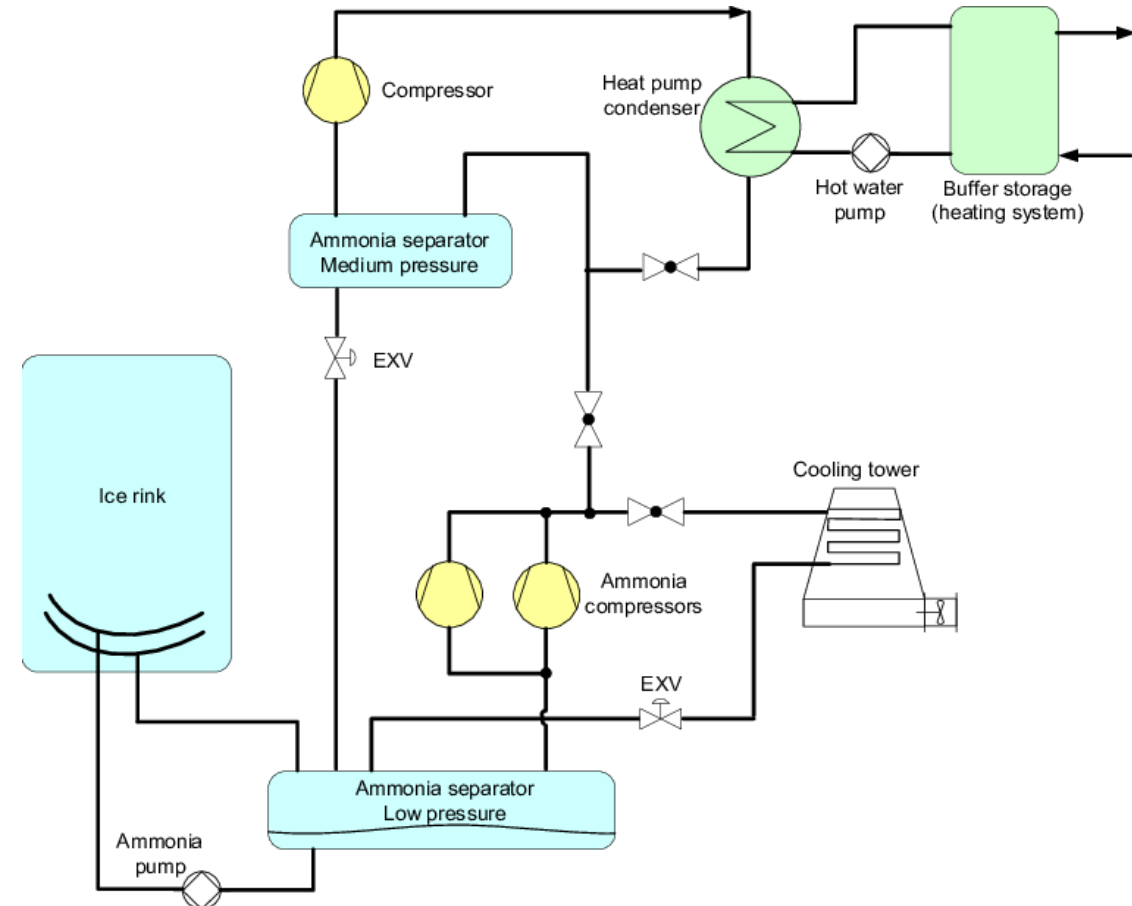 Compressor
Heat pump
condenser
Hot water
pump
Buffer storage
(heating system)
Ammonia separator
Medium pressure
EXV
Ice rink
Cooling tower
Ammonia
compressors
EXV
Ammonia separator
Low pressure
Ammonia
pump